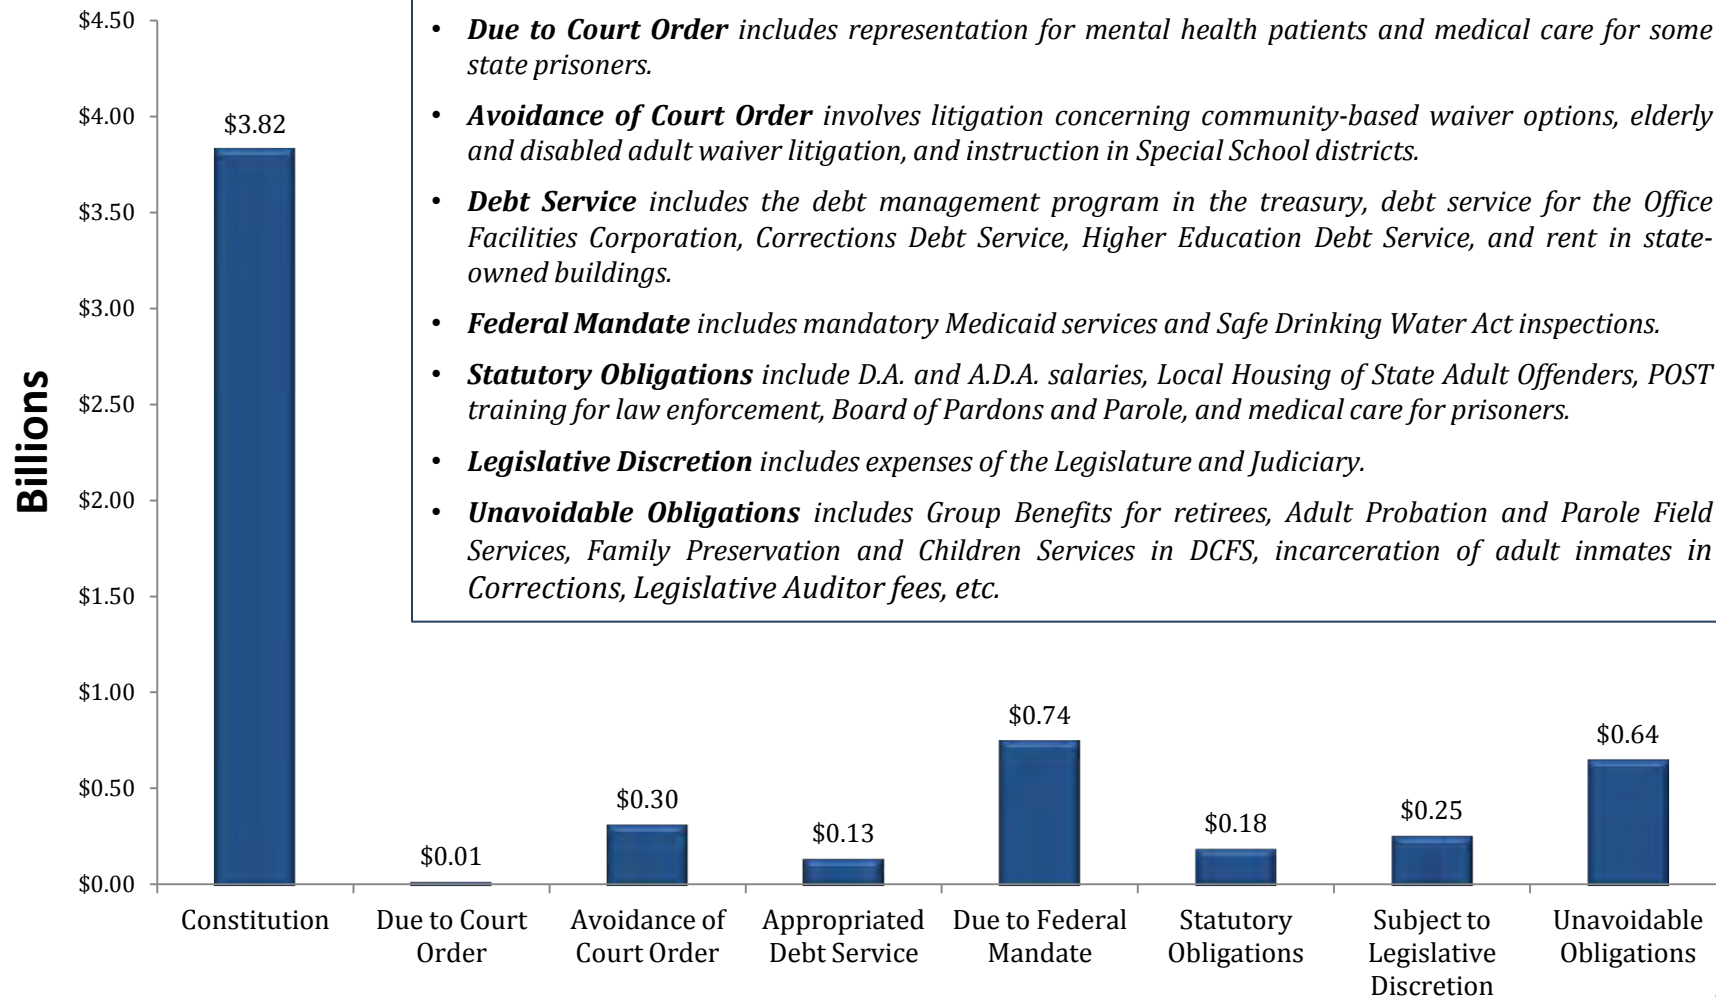 • Due to Court Order includes representation for mental health patients and medical care for some
state prisoners.
• Avoidance of Court Order involves litigation concerning community-based waiver options, elderly
and disabled adult waiver litigation, and instruction in Special School districts.
• Debt Service includes the debt management program in the treasury, debt service for the Office
Facilities Corporation, Corrections Debt Service, Higher Education Debt Service, and rent in state-
owned buildings.
• Federal Mandate includes mandatory Medicaid services and Safe Drinking Water Act inspections.
• Statutory Obligations include D.A. and A.D.A. salaries, Local Housing of State Adult Offenders, POST
training for law enforcement, Board of Pardons and Parole, and medical care for prisoners.
• Legislative Discretion includes expenses of the Legislature and Judiciary.
• Unavoidable Obligations includes Group Benefits for retirees, Adult Probation and Parole Field
Services, Family Preservation and Children Services in DCFS, incarceration of adult inmates in
Corrections, Legislative Auditor fees, etc.
Billions
$4.50
$4.00
$3.50
$3.00
$2.50
$2.00
$1.50
$1.00
$0.50
$0.00
$3.82
$0.01
$0.30
$0.13
$0.74
$0.18
$0.25
$0.64
Constitution
Due to Court
Order
Avoidance of
Court Order
Appropriated
Debt Service
Due to Federal
Mandate
Statutory
Obligations
Subject to
Legislative
Discretion
Unavoidable
Obligations